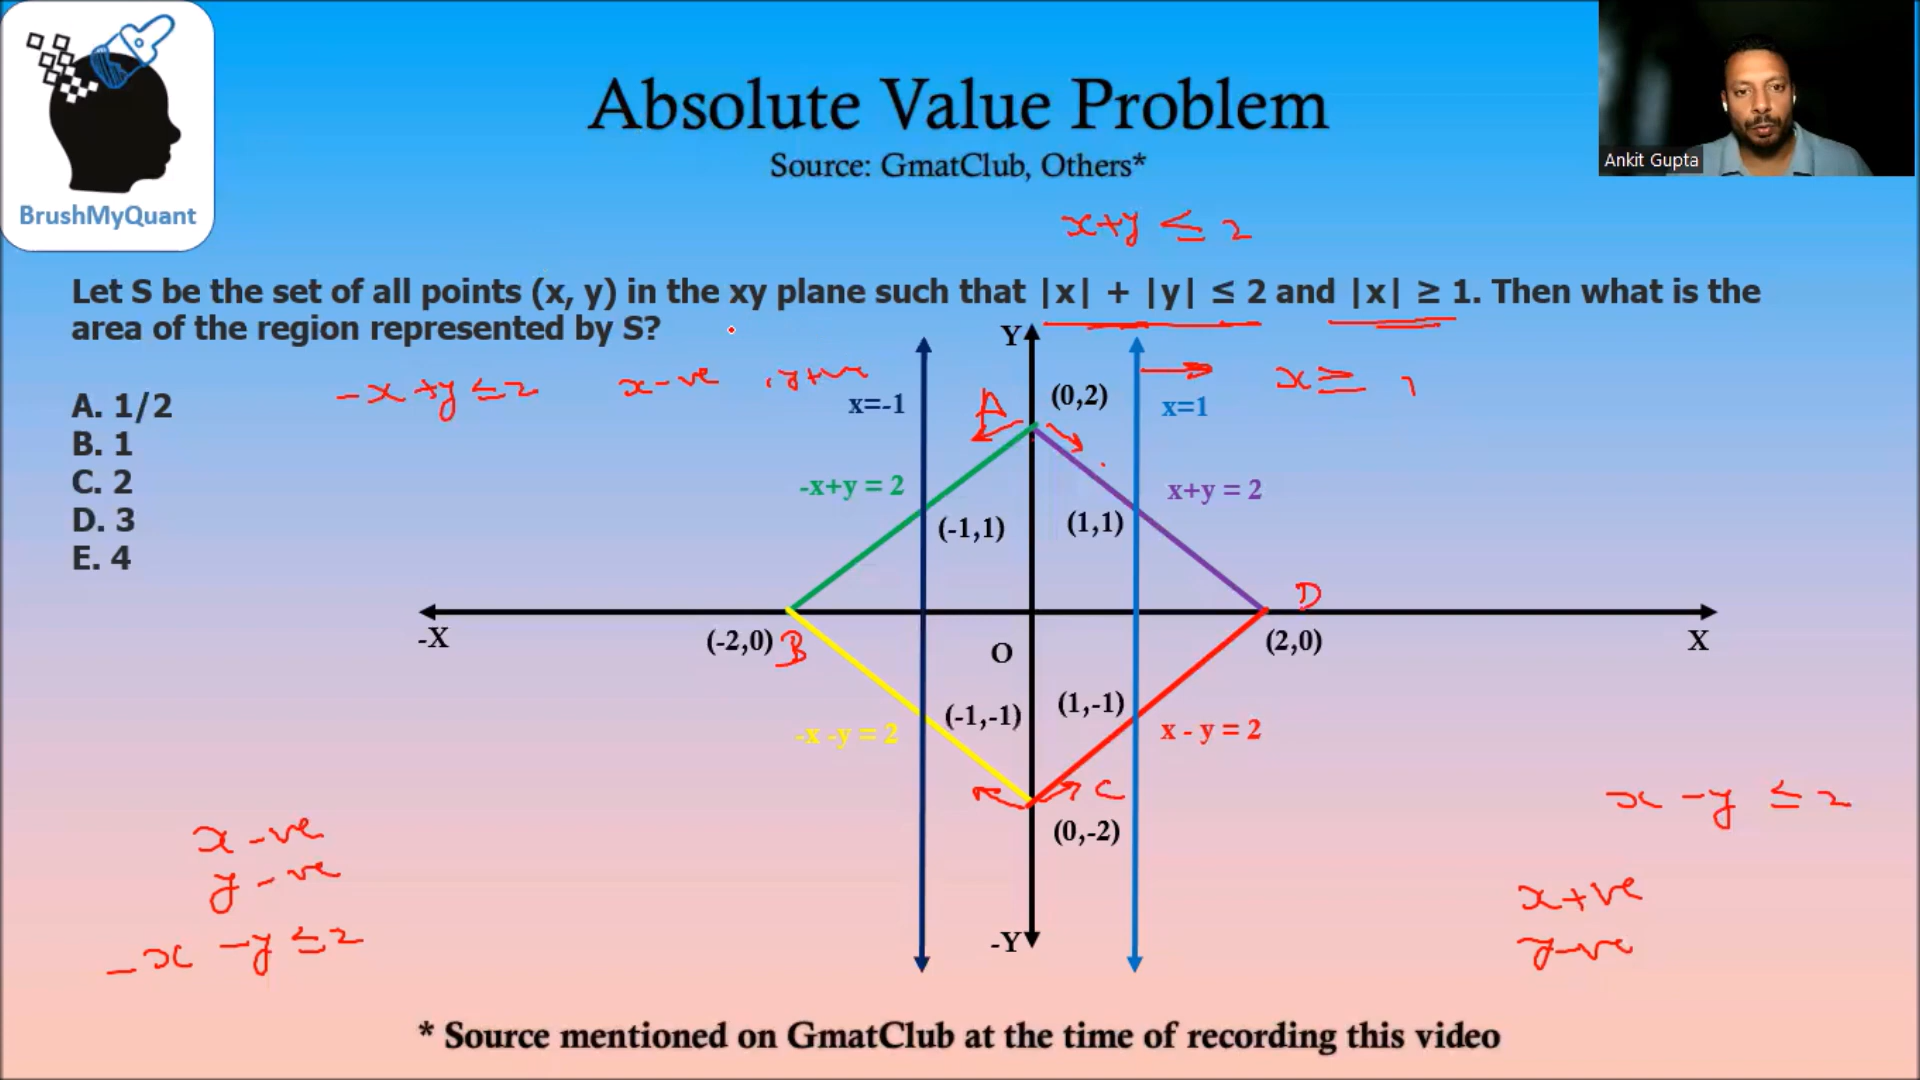 BrushMyQuant
Absolute Value Problem
Source: GmatClub, Others*
Ankit Gupta
x+y ≤ 2
Let S be the set of all points (x, y) in the xy plane such that |x| + |y| ≤ 2 and |x| ≥ 1. Then what is the
area of the region represented by S?
A. 1/2
B. 1
C. 2
D. 3
E. 4
-x+y≤2 x-ve , y+ve
x ≥ 1
Y
x=-1
A
(0,2)
x=1
-x+y = 2
x+y = 2
(-1,1)
(1,1)
D
-X
(-2,0)
B
O
(2,0)
X
(-1,-1)
(1,-1)
-x -y = 2
x - y = 2
C
(0,-2)
x -y ≤ 2
x -ve
y -ve
-x -y ≤2
x+ve
y-ve
-Y
* Source mentioned on GmatClub at the time of recording this video